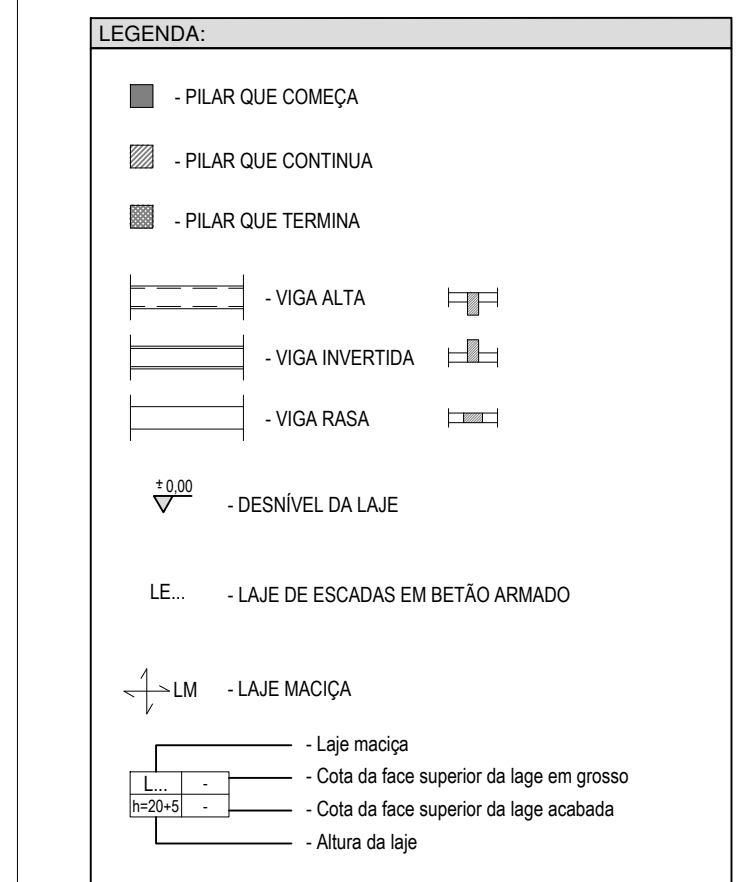 LEGENDA:
- PILAR QUE COMEÇA
- PILAR QUE CONTINUA
- PILAR QUE TERMINA
- VIGA ALTA
- VIGA INVERTIDA
- VIGA RASA
±0,00
- DESNÍVEL DA LAJE
LE... - LAJE DE ESCADAS EM BETÃO ARMADO
LM - LAJE MACIÇA
- Laje maciça
L... - - Cota da face superior da lage em grosso
h=20+5 - - Cota da face superior da lage acabada
- Altura da laje